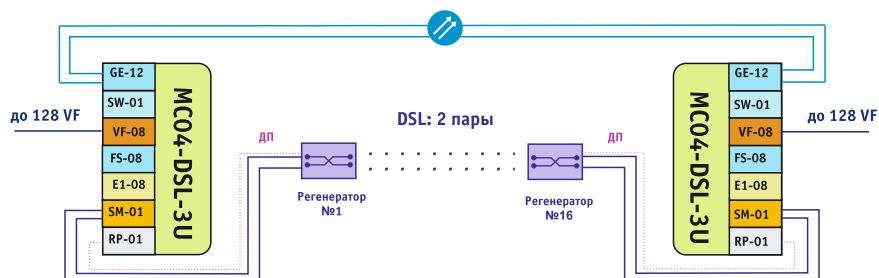 GE-12
SW-01
VF-08
FS-08
E1-08
SM-01
RP-01
MC04-DSL-3U
до 128 VF
ДП
DSL: 2 пары
Регенератор
№1
Регенератор
№16
ДП
MC04-DSL-3U
GE-12
SW-01
VF-08
FS-08
E1-08
SM-01
RP-01
до 128 VF